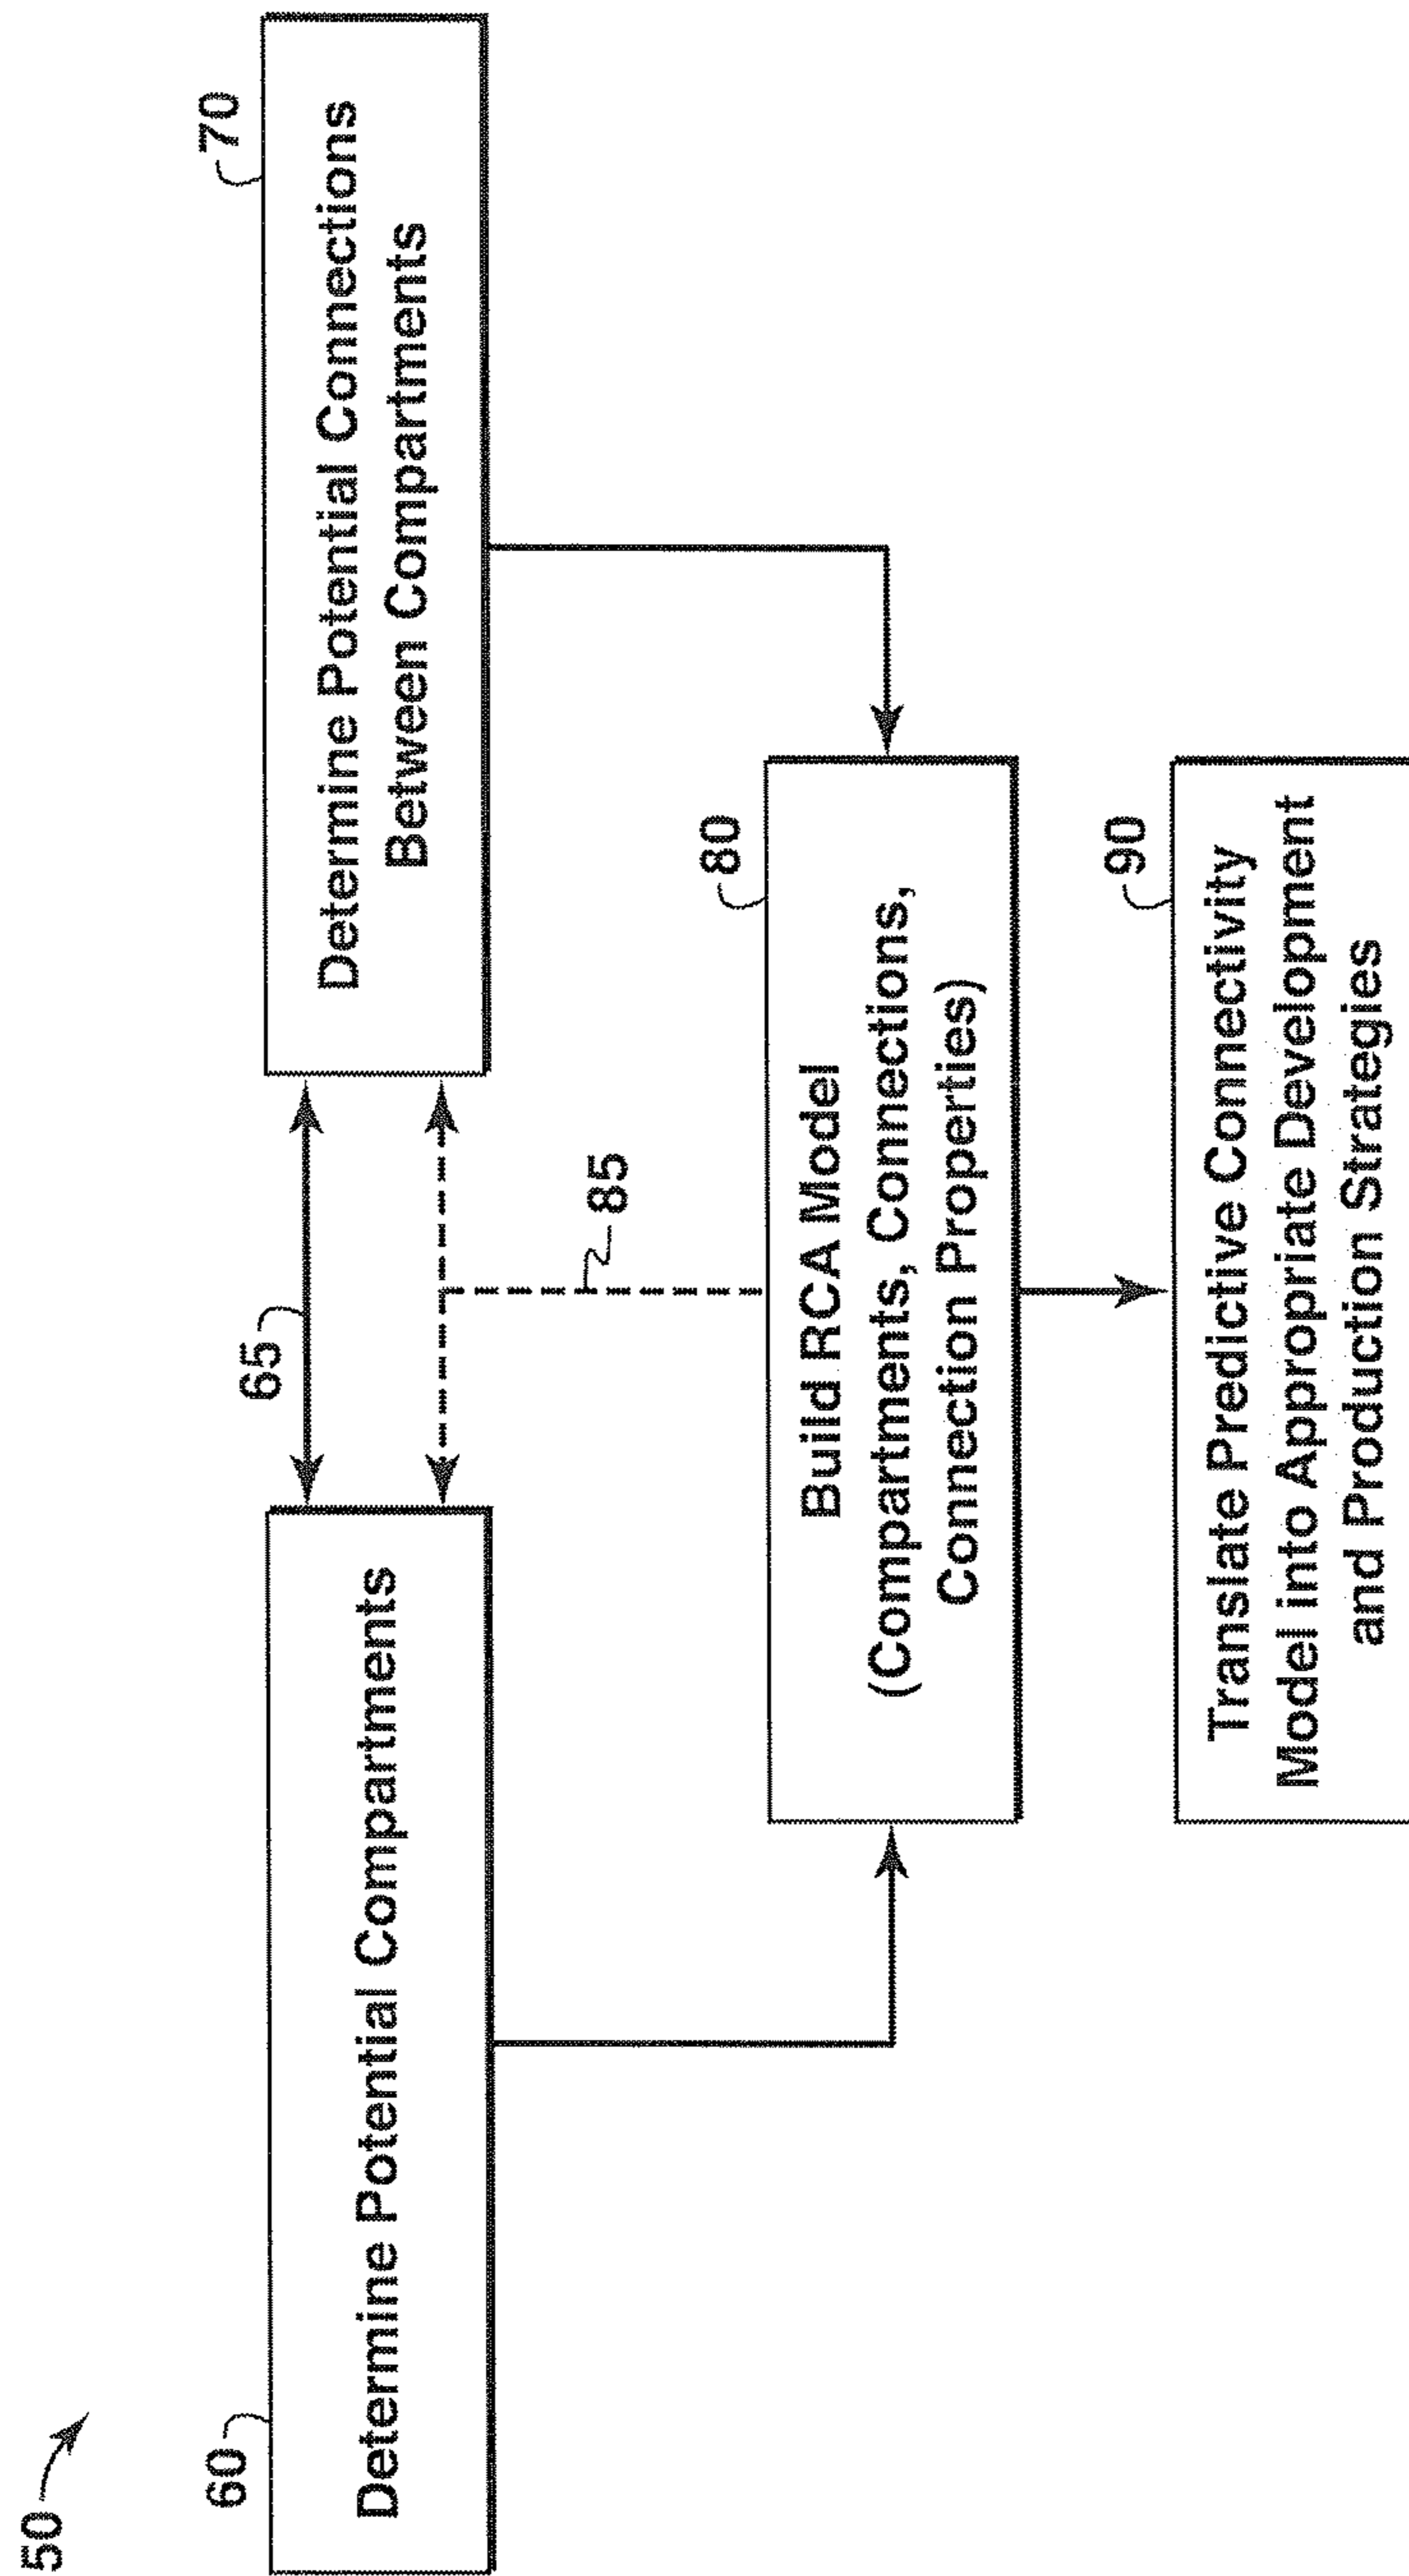 50
60
Determine Potential Compartments
65
70
Determine Potential Connections
Between Compartments
85
80
Build RCA Model
(Compartments, Connections,
Connection Properties)
90
Translate Predictive Connectivity
Model into Appropriate Development
and Production Strategies